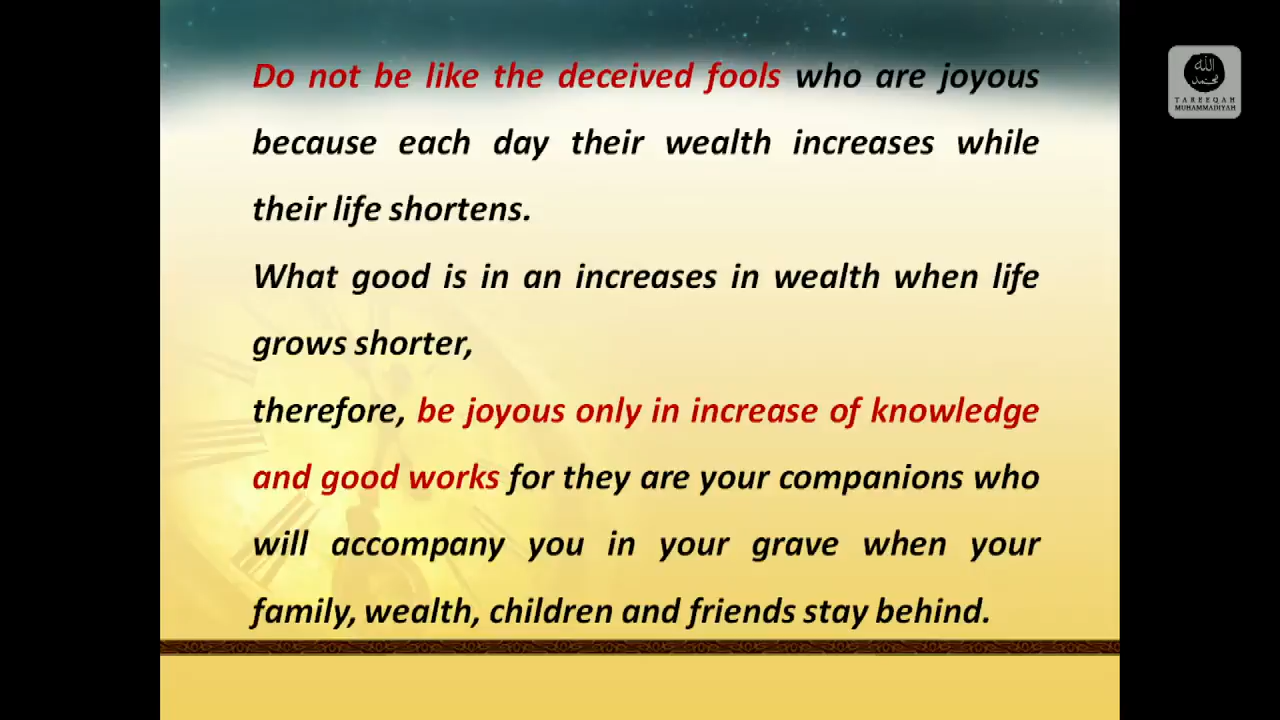 Do not be like the deceived fools who are joyous
because each day their wealth increases while
their life shortens.
What good is in an increases in wealth when life
grows shorter,
therefore, be joyous only in increase of knowledge
and good works for they are your companions who
will accompany you in your grave when your
family, wealth, children and friends stay behind.
الله
محمد
TAREEQAH
MUHAMMADIYAH